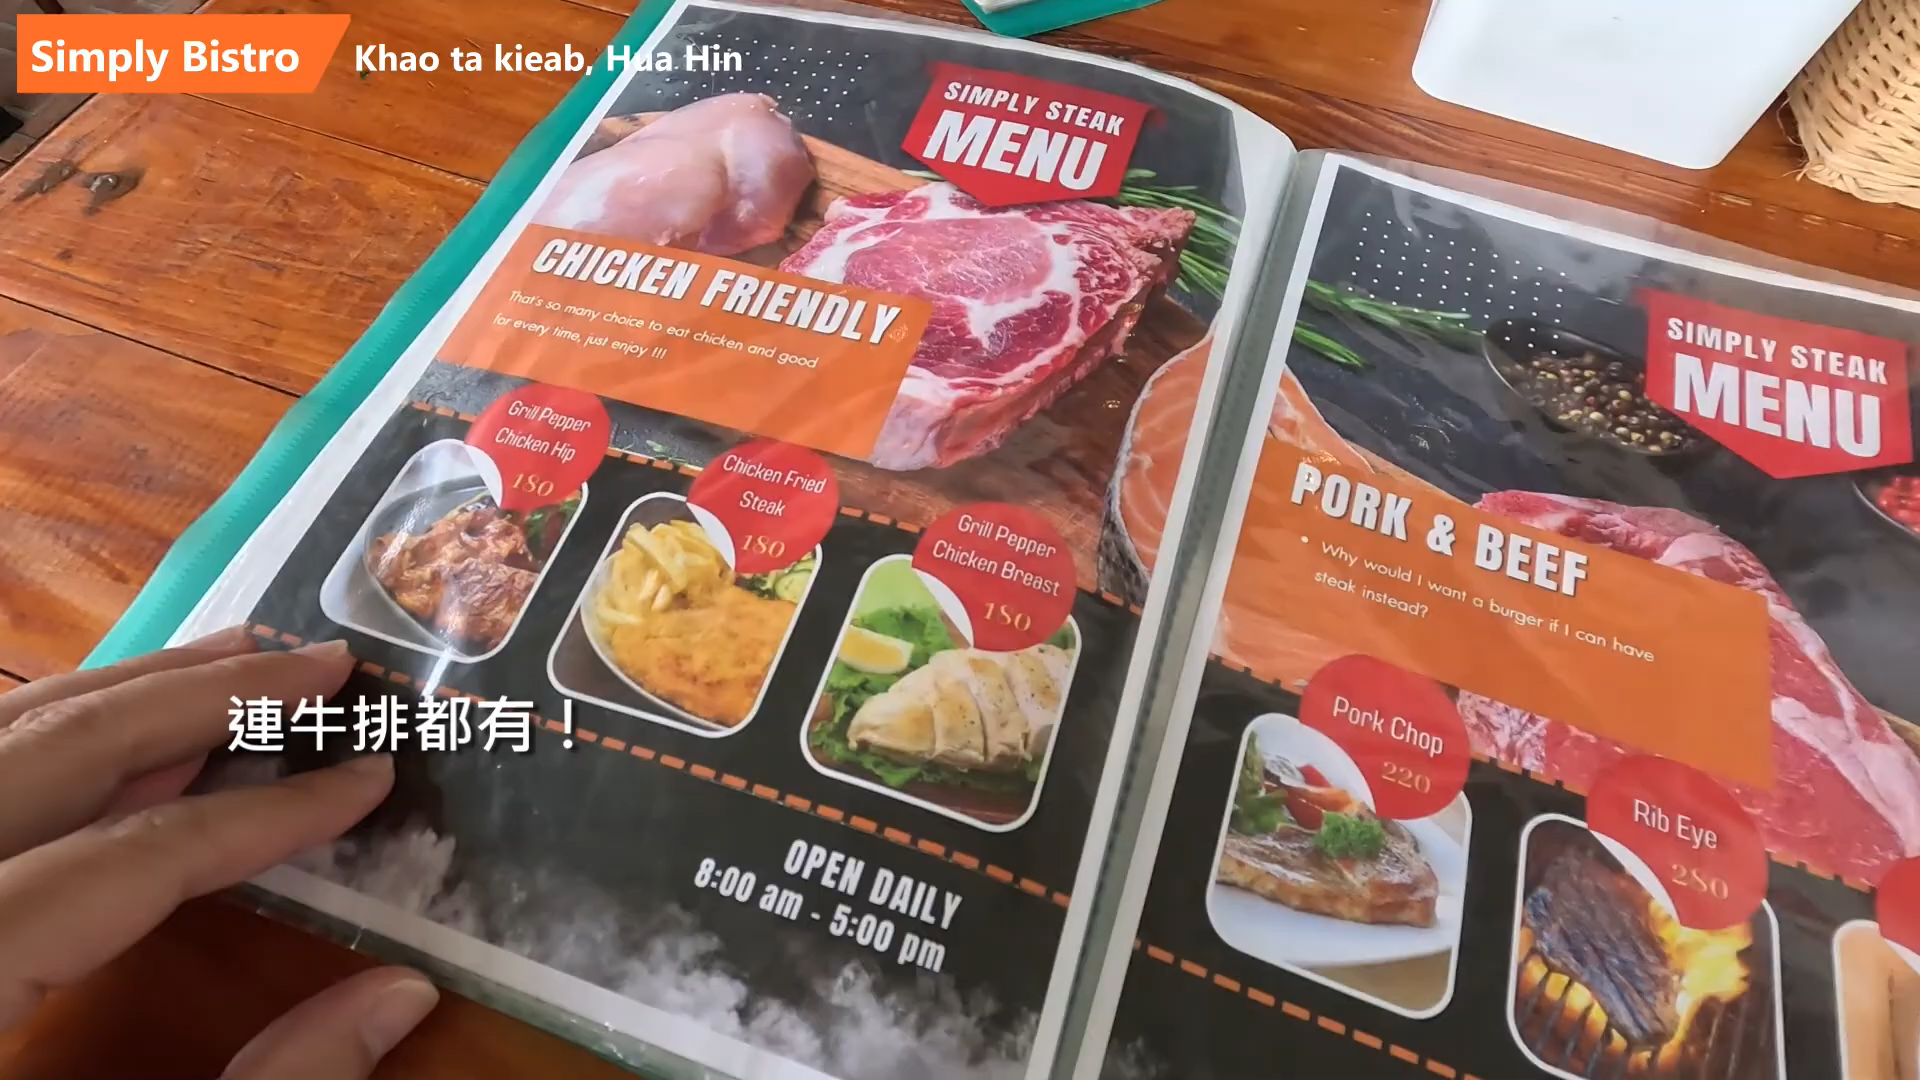 Simply Bistro
Khao ta kieab, Hua Hin
SIMPLY STEAK
MENU
CHICKEN FRIENDLY
That's so many choice to eat chicken and good
for every time, just enjoy !!!
Grill Pepper
Chicken Hip
180
Chicken Fried
Steak
180
Grill Pepper
Chicken Breast
180
連牛排都有！
OPEN DAILY
8:00 am - 5:00 pm
SIMPLY STEAK
MENU
PORK & BEEF
• Why would I want a burger if I can have
steak instead?
Pork Chop
220
Rib Eye
280